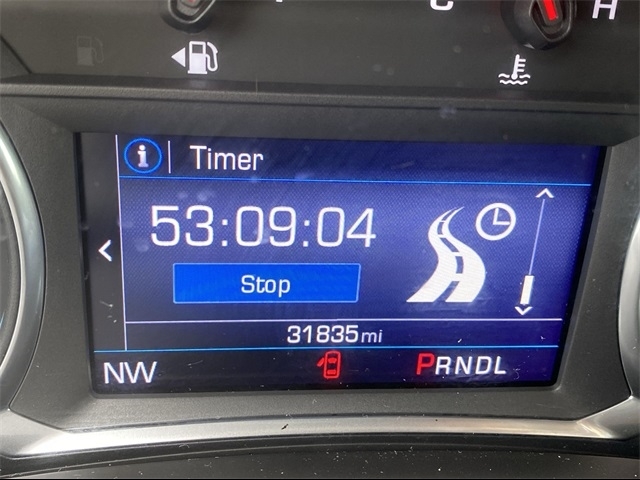 C H
i Timer
53:09:04
Stop
31835 mi
NW PRNDL